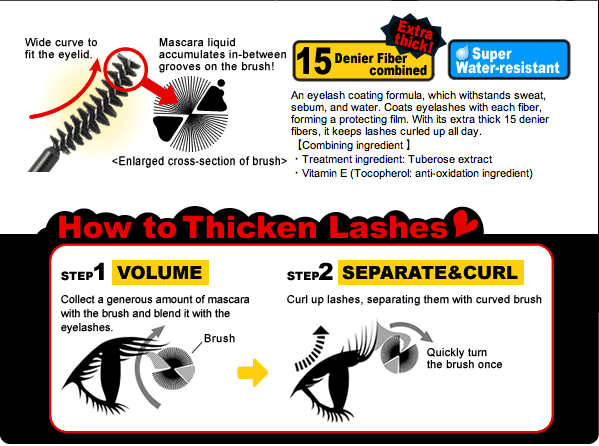 Wide curve to
fit the eyelid.
Mascara liquid
accumulates in-between
grooves on the brush!
<Enlarged cross-section of brush>
Extra
thick!
15 Denier Fiber
combined
Super
Water-resistant
An eyelash coating formula, which withstands sweat,
sebum, and water. Coats eyelashes with each fiber,
forming a protecting film. With its extra thick 15 denier
fibers, it keeps lashes curled up all day.
【Combining ingredient 】
・Treatment ingredient: Tuberose extract
・Vitamin E (Tocopherol: anti-oxidation ingredient)
How to Thicken Lashes
STEP1 VOLUME
Collect a generous amount of mascara
with the brush and blend it with the
eyelashes.
Brush
STEP2 SEPARATE&CURL
Curl up lashes, separating them with curved brush
Quickly turn
the brush once